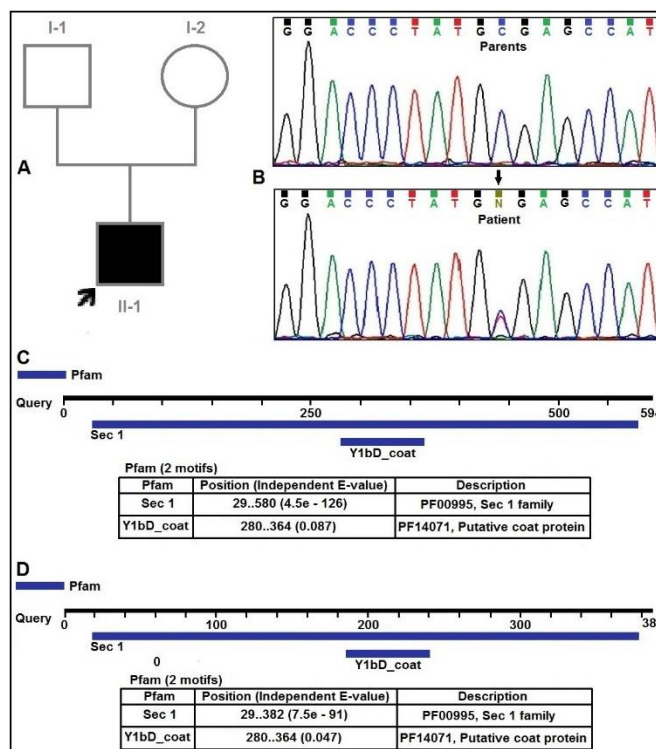 I-1
I-2
A
II-1
G G A C C C T A T G C G A G C C A T
Parents
B
G G A C C C T A T G N G A G C C A T
Patient
C
Pfam
Query
0 250 500 594
Sec 1
Y1bD_coat
Pfam (2 motifs)
Pfam Position (Independent E-value) Description
Sec 1 29..580 (4.5e - 126) PF00995, Sec 1 family
Y1bD_coat 280..364 (0.087) PF14071, Putative coat protein
D
Pfam
Query
0 100 200 300 38
Sec 1
Y1bD_coat
0
Pfam (2 motifs)
Pfam Position (Independent E-value) Description
Sec 1 29..382 (7.5e - 91) PF00995, Sec 1 family
Y1bD_coat 280..364 (0.047) PF14071, Putative coat protein